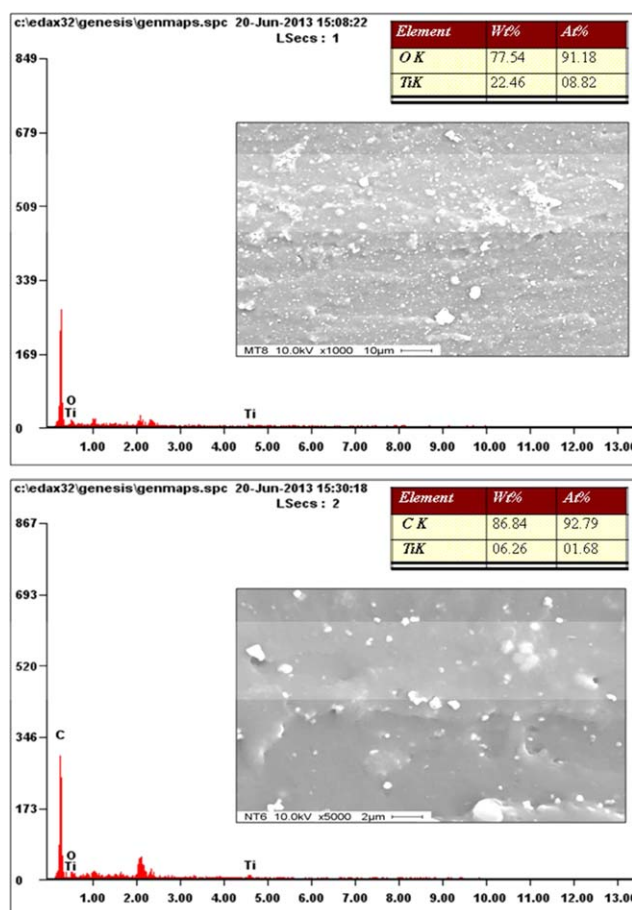 c:\edax32\genesis\genmaps.spc 20-Jun-2013 15:08:22
LSecs : 1
Element Wt% At%
O K 77.54 91.18
TiK 22.46 08.82
849
679
509
339
169
0
O
Ti
Ti
MT8 10.0kV x1000 10µm
1.00 2.00 3.00 4.00 5.00 6.00 7.00 8.00 9.00 10.00 11.00 12.00 13.0
c:\edax32\genesis\genmaps.spc 20-Jun-2013 15:30:18
LSecs : 2
Element Wt% At%
C K 86.84 92.79
TiK 06.26 01.68
867
693
520
346
173
0
C
O
Ti
Ti
NT6 10.0kV x5000 2µm
1.00 2.00 3.00 4.00 5.00 6.00 7.00 8.00 9.00 10.00 11.00 12.00 13.0